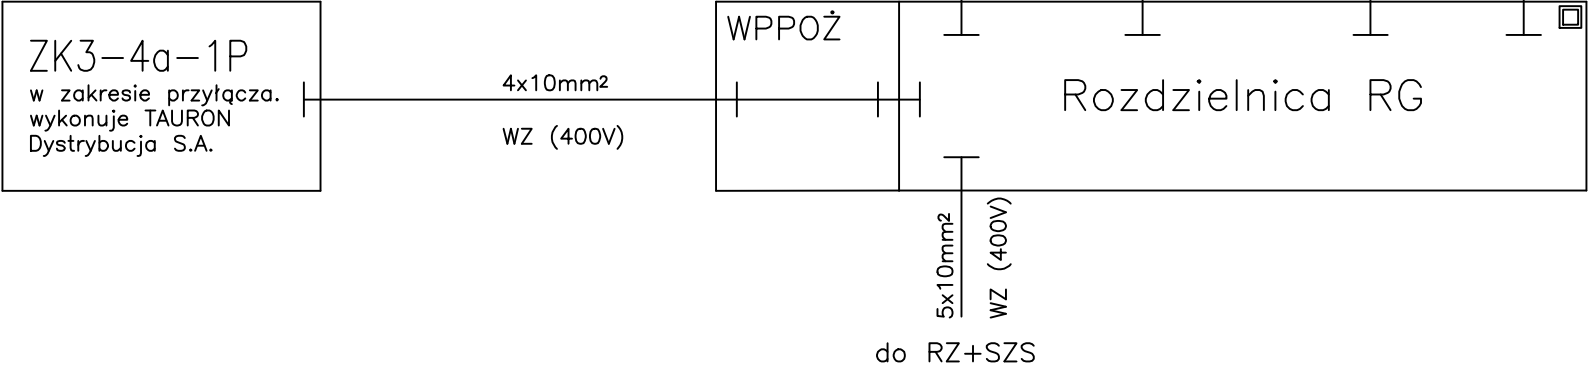 ZK3-4a-1P
w zakresie przyłącza.
wykonuje TAURON
Dystrybucja S.A.
4x10mm²
WZ (400V)
WPPOŻ
Rozdzielnica RG
5x10mm²
WZ (400V)
do RZ+SZS